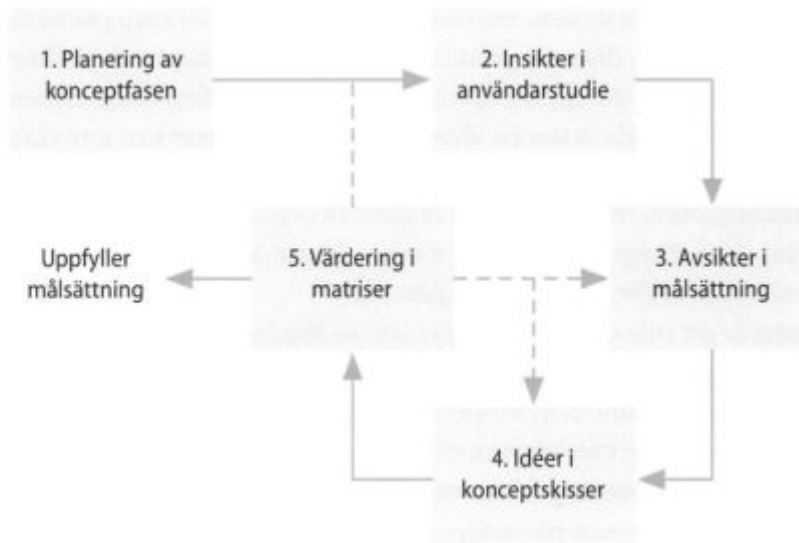 1. Planering av
konceptfasen
2. Insikter i
användarstudie
Uppfyller
målsättning
5. Värdering i
matriser
3. Avsikter i
målsättning
4. Idéer i
konceptskisser